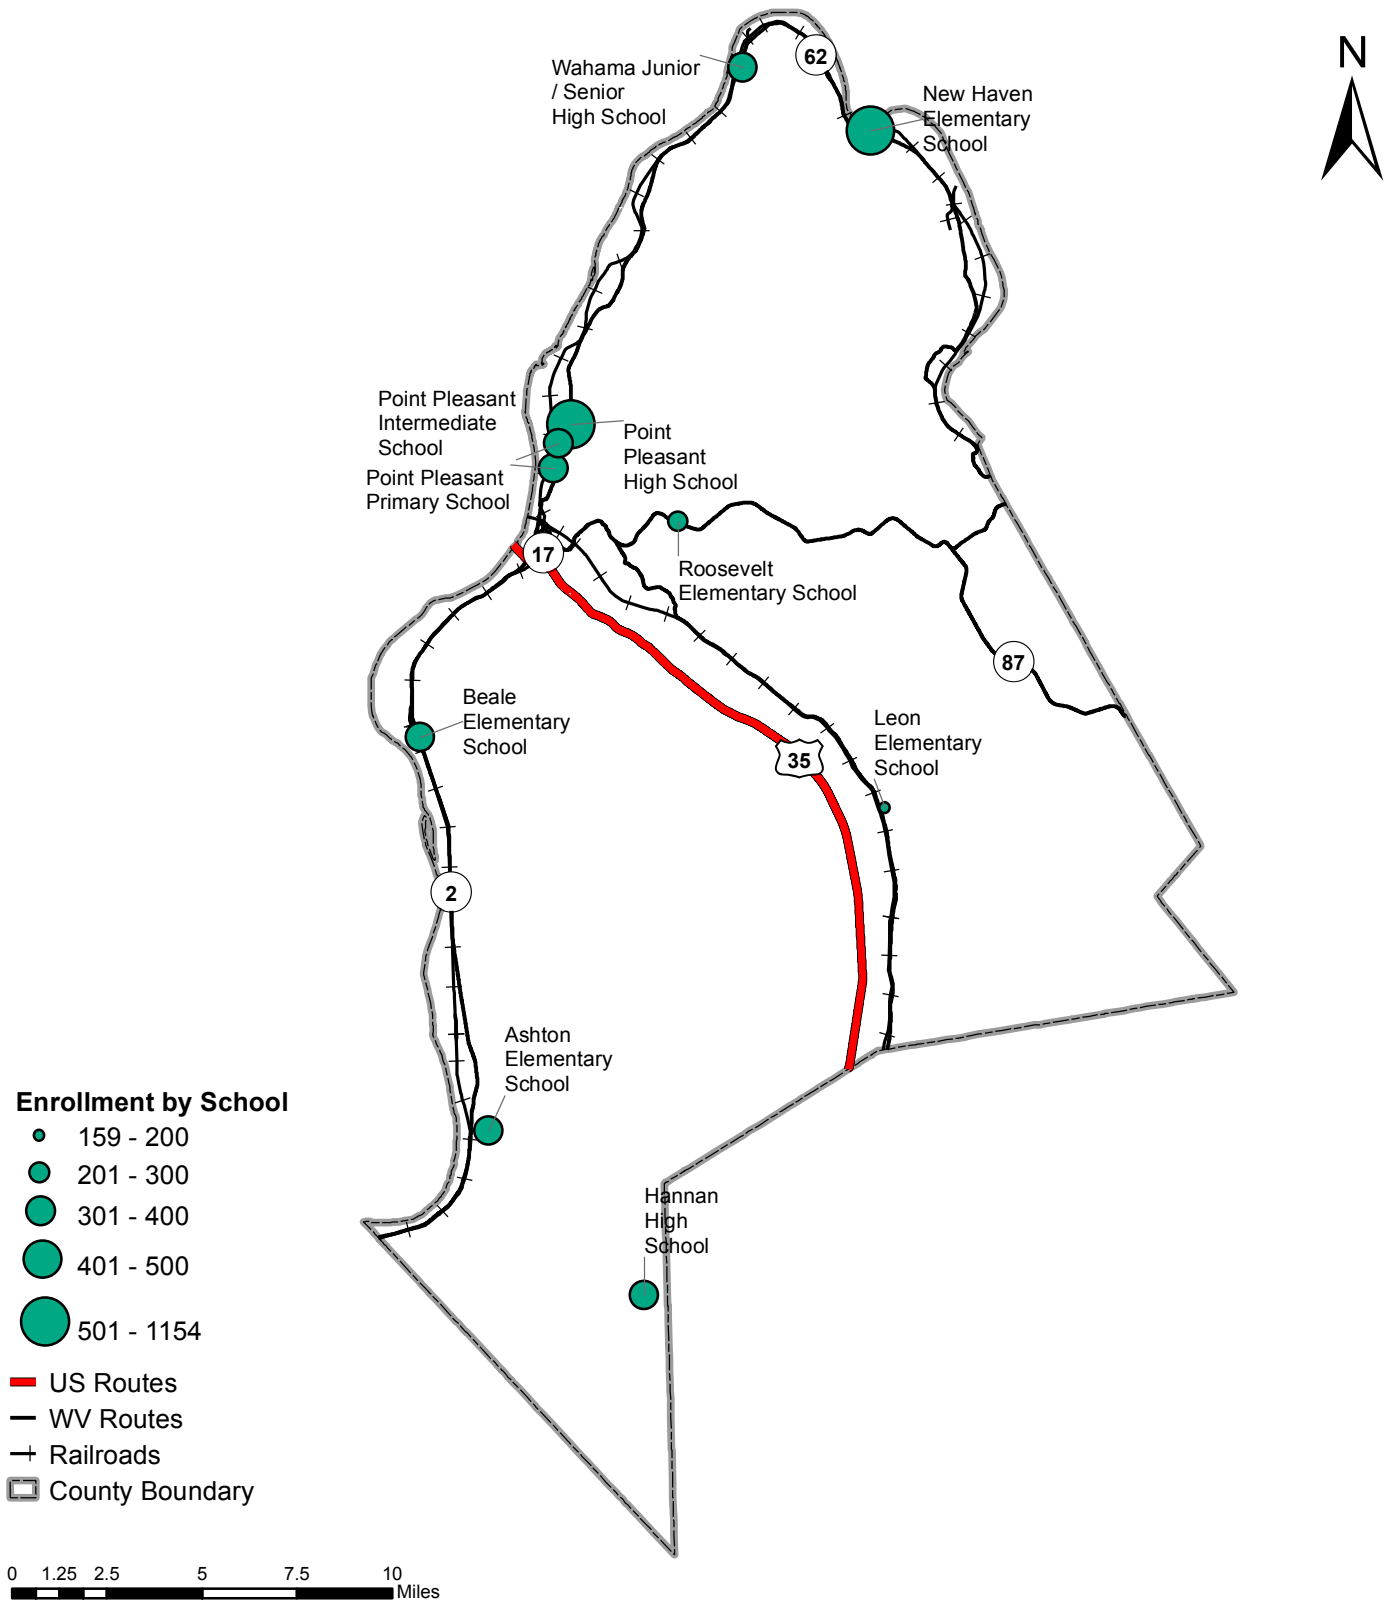 N
62
Wahama Junior
/ Senior
High School
New Haven
Elementary
School
Point Pleasant
Intermediate
School
Point Pleasant
Primary School
Point
Pleasant
High School
17
Roosevelt
Elementary School
87
Beale
Elementary
School
Leon
Elementary
School
35
2
Ashton
Elementary
School
Hannan
High
School
Enrollment by School
159 - 200
201 - 300
301 - 400
401 - 500
501 - 1154
US Routes
WV Routes
Railroads
County Boundary
0 1.25 2.5 5 7.5 10
Miles